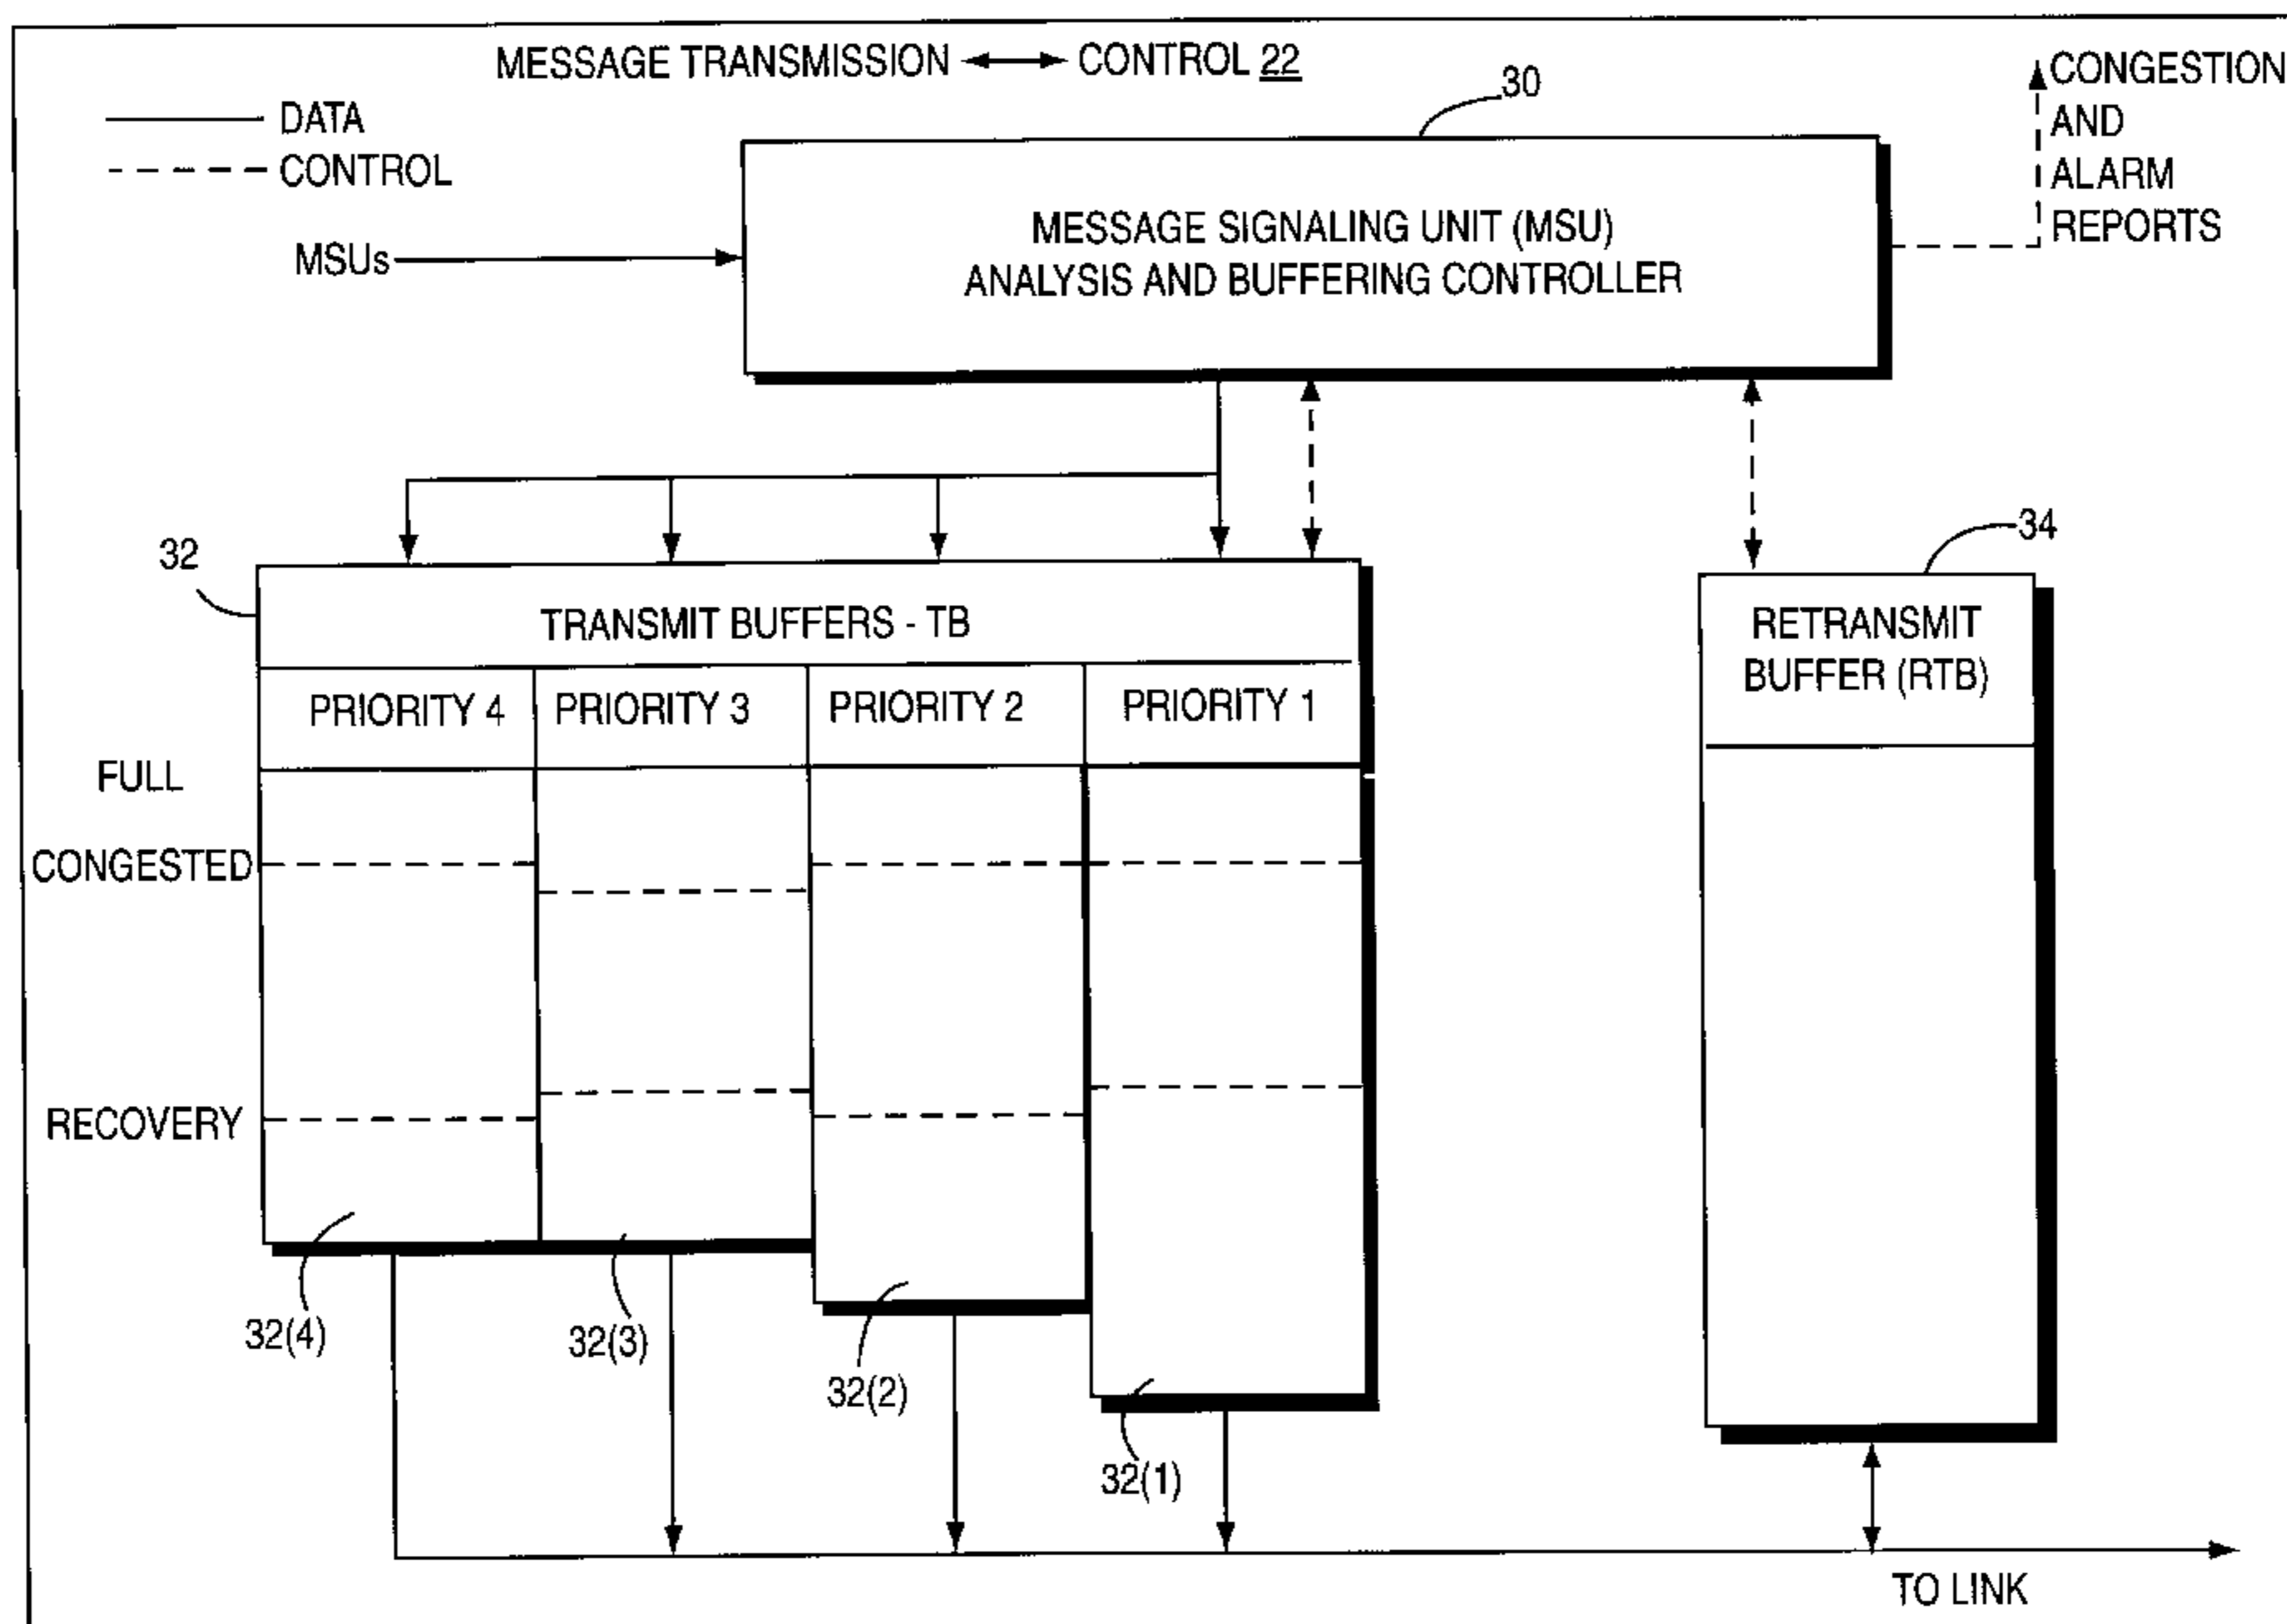 MESSAGE TRANSMISSION CONTROL 22
30
CONGESTION
AND
ALARM
REPORTS
DATA
CONTROL
MSUs
MESSAGE SIGNALING UNIT (MSU)
ANALYSIS AND BUFFERING CONTROLLER
32
34
TRANSMIT BUFFERS - TB
RETRANSMIT
BUFFER (RTB)
PRIORITY 4
PRIORITY 3
PRIORITY 2
PRIORITY 1
FULL
CONGESTED
RECOVERY
32(4)
32(3)
32(2)
32(1)
TO LINK